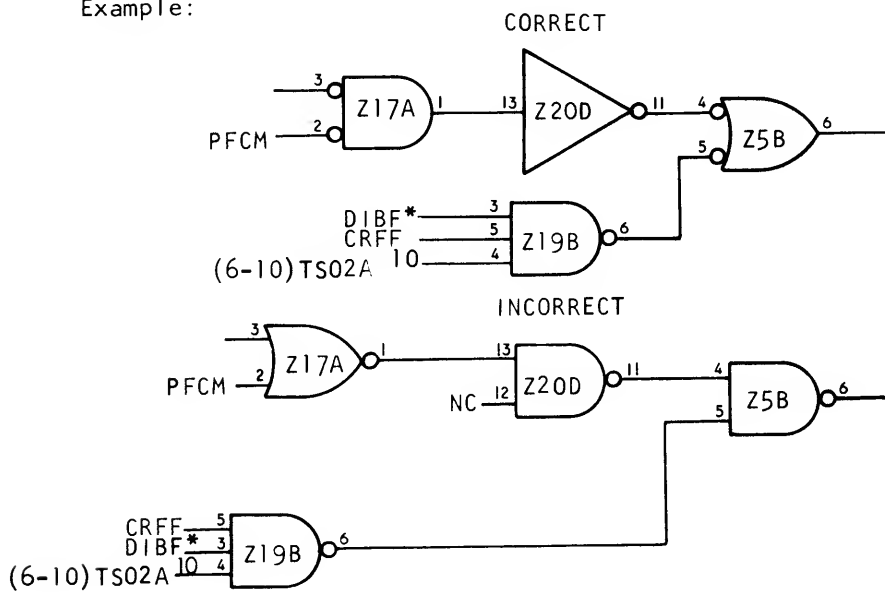 Example:
CORRECT
3 Z17A 1 13 Z20D 11 4 Z5B 6
PFCM 2
5
DIBF* 3
CRFF 5 Z19B 6
(6-10)TS02A 10 4
INCORRECT
3 Z17A 1 13 Z20D 11 4 Z5B 6
PFCM 2
NC 12
5
CRFF 5
DIBF* 3 Z19B 6
(6-10)TS02A 10 4